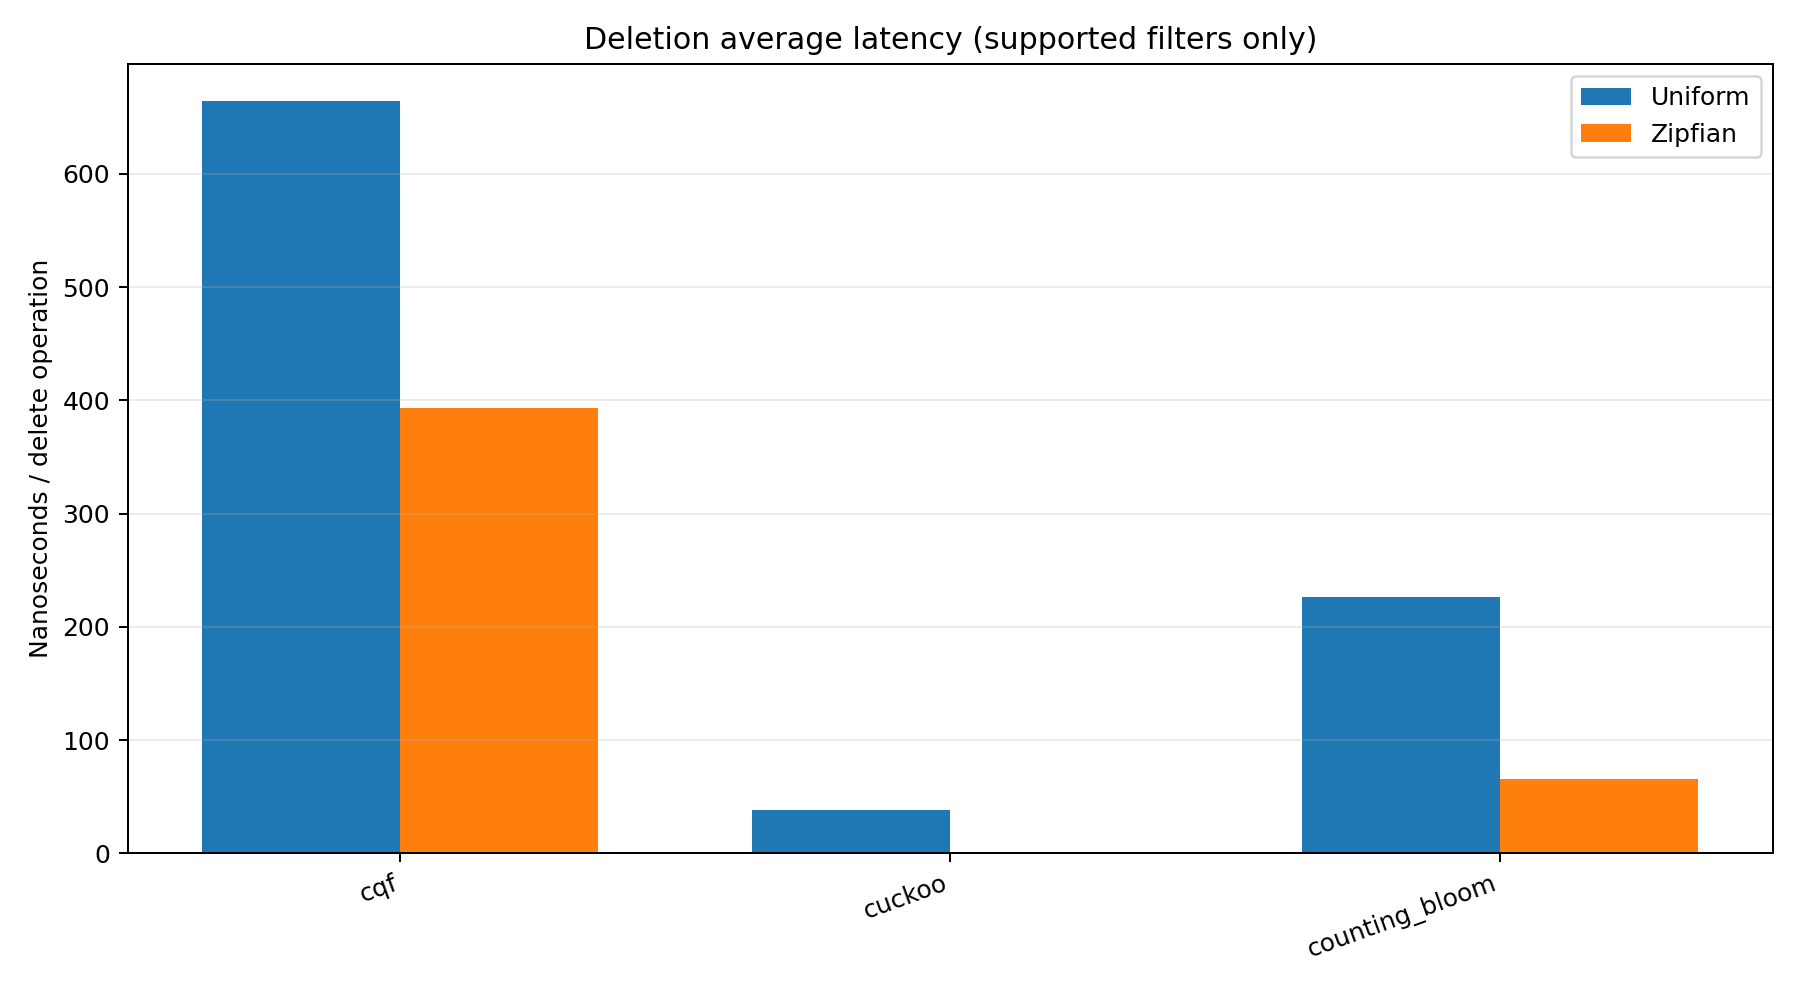 Deletion average latency (supported filters only)
Uniform
Zipfian
Nanoseconds / delete operation
600
500
400
300
200
100
0
cqf
cuckoo
counting_bloom